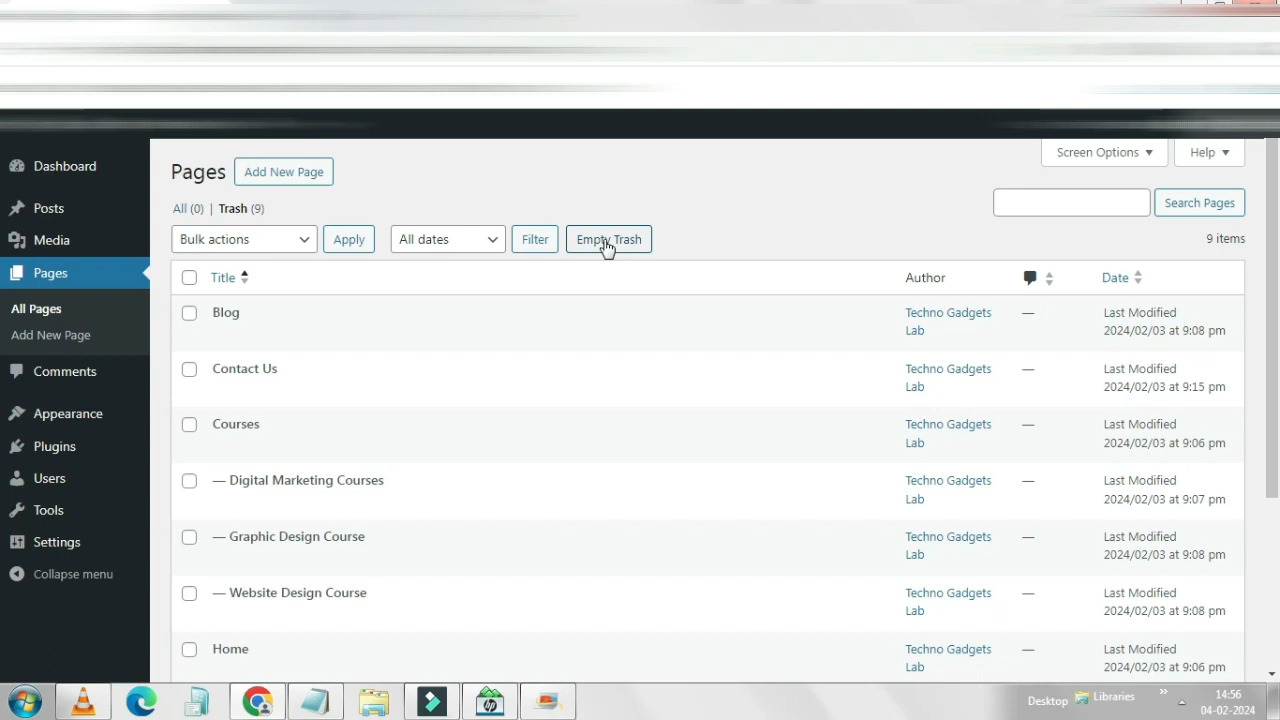 Screen Options Help
Dashboard
Posts
Media
Pages
All Pages
Add New Page
Comments
Appearance
Plugins
Users
Tools
Settings
Collapse menu
Pages Add New Page
All (0) | Trash (9)
Search Pages
Bulk actions Apply All dates Filter Empty Trash 9 items
Title Author Date
Blog Techno Gadgets Lab — Last Modified 2024/02/03 at 9:08 pm
Contact Us Techno Gadgets Lab — Last Modified 2024/02/03 at 9:15 pm
Courses Techno Gadgets Lab — Last Modified 2024/02/03 at 9:06 pm
— Digital Marketing Courses Techno Gadgets Lab — Last Modified 2024/02/03 at 9:07 pm
— Graphic Design Course Techno Gadgets Lab — Last Modified 2024/02/03 at 9:08 pm
— Website Design Course Techno Gadgets Lab — Last Modified 2024/02/03 at 9:08 pm
Home Techno Gadgets Lab — Last Modified 2024/02/03 at 9:06 pm
hp
Desktop Libraries » 14:56
04-02-2024